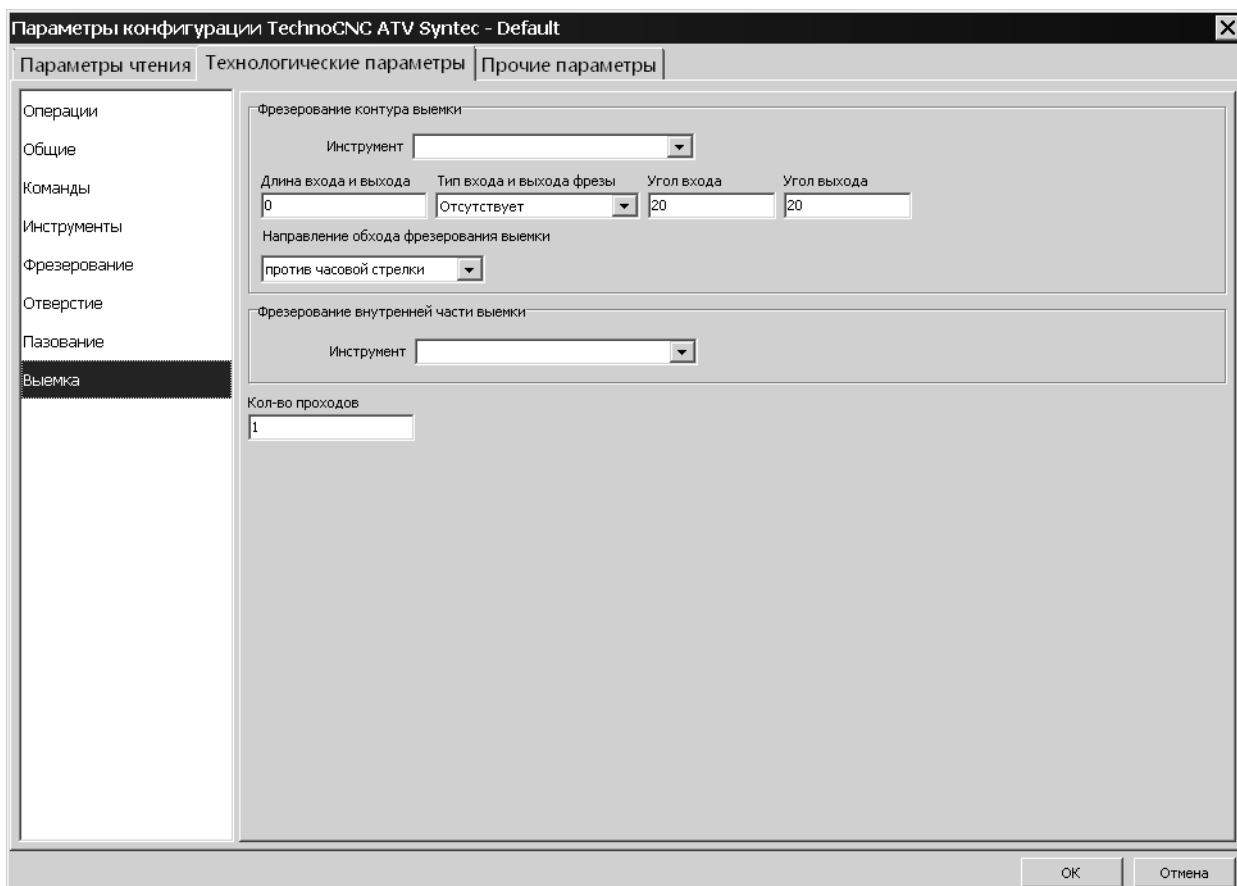 Параметры конфигурации TechnoCNC ATV Syntec - Default
Параметры чтения Технологические параметры Прочие параметры
Операции
Общие
Команды
Инструменты
Фрезерование
Отверстие
Пазование
Выемка
Фрезерование контура выемки
Инструмент
Длина входа и выхода Тип входа и выхода фрезы Угол входа Угол выхода
0 Отсутствует 20 20
Направление обхода фрезерования выемки
против часовой стрелки
Фрезерование внутренней части выемки
Инструмент
Кол-во проходов
1
ОК Отмена